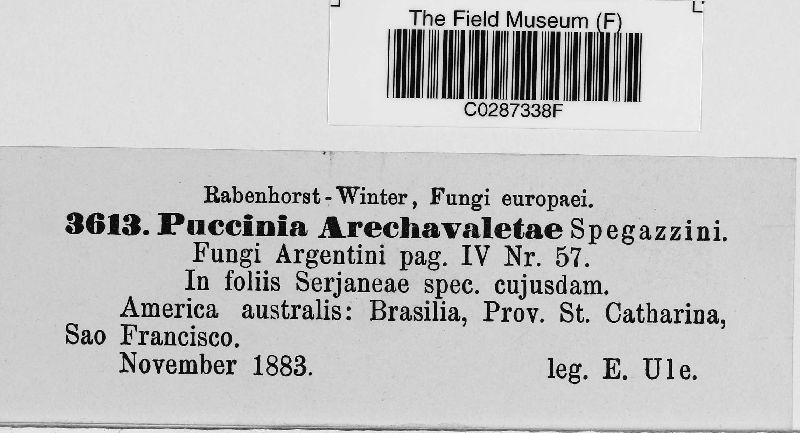 The Field Museum (F)
C0287338F
Rabenhorst-Winter, Fungi europaei.
3613. Puccinia Arechavaletae Spegazzini.
Fungi Argentini pag. IV Nr. 57.
In foliis Serjaneae spec. cujusdam.
America australis: Brasilia, Prov. St. Catharina,
Sao Francisco.
November 1883. leg. E. Ule.